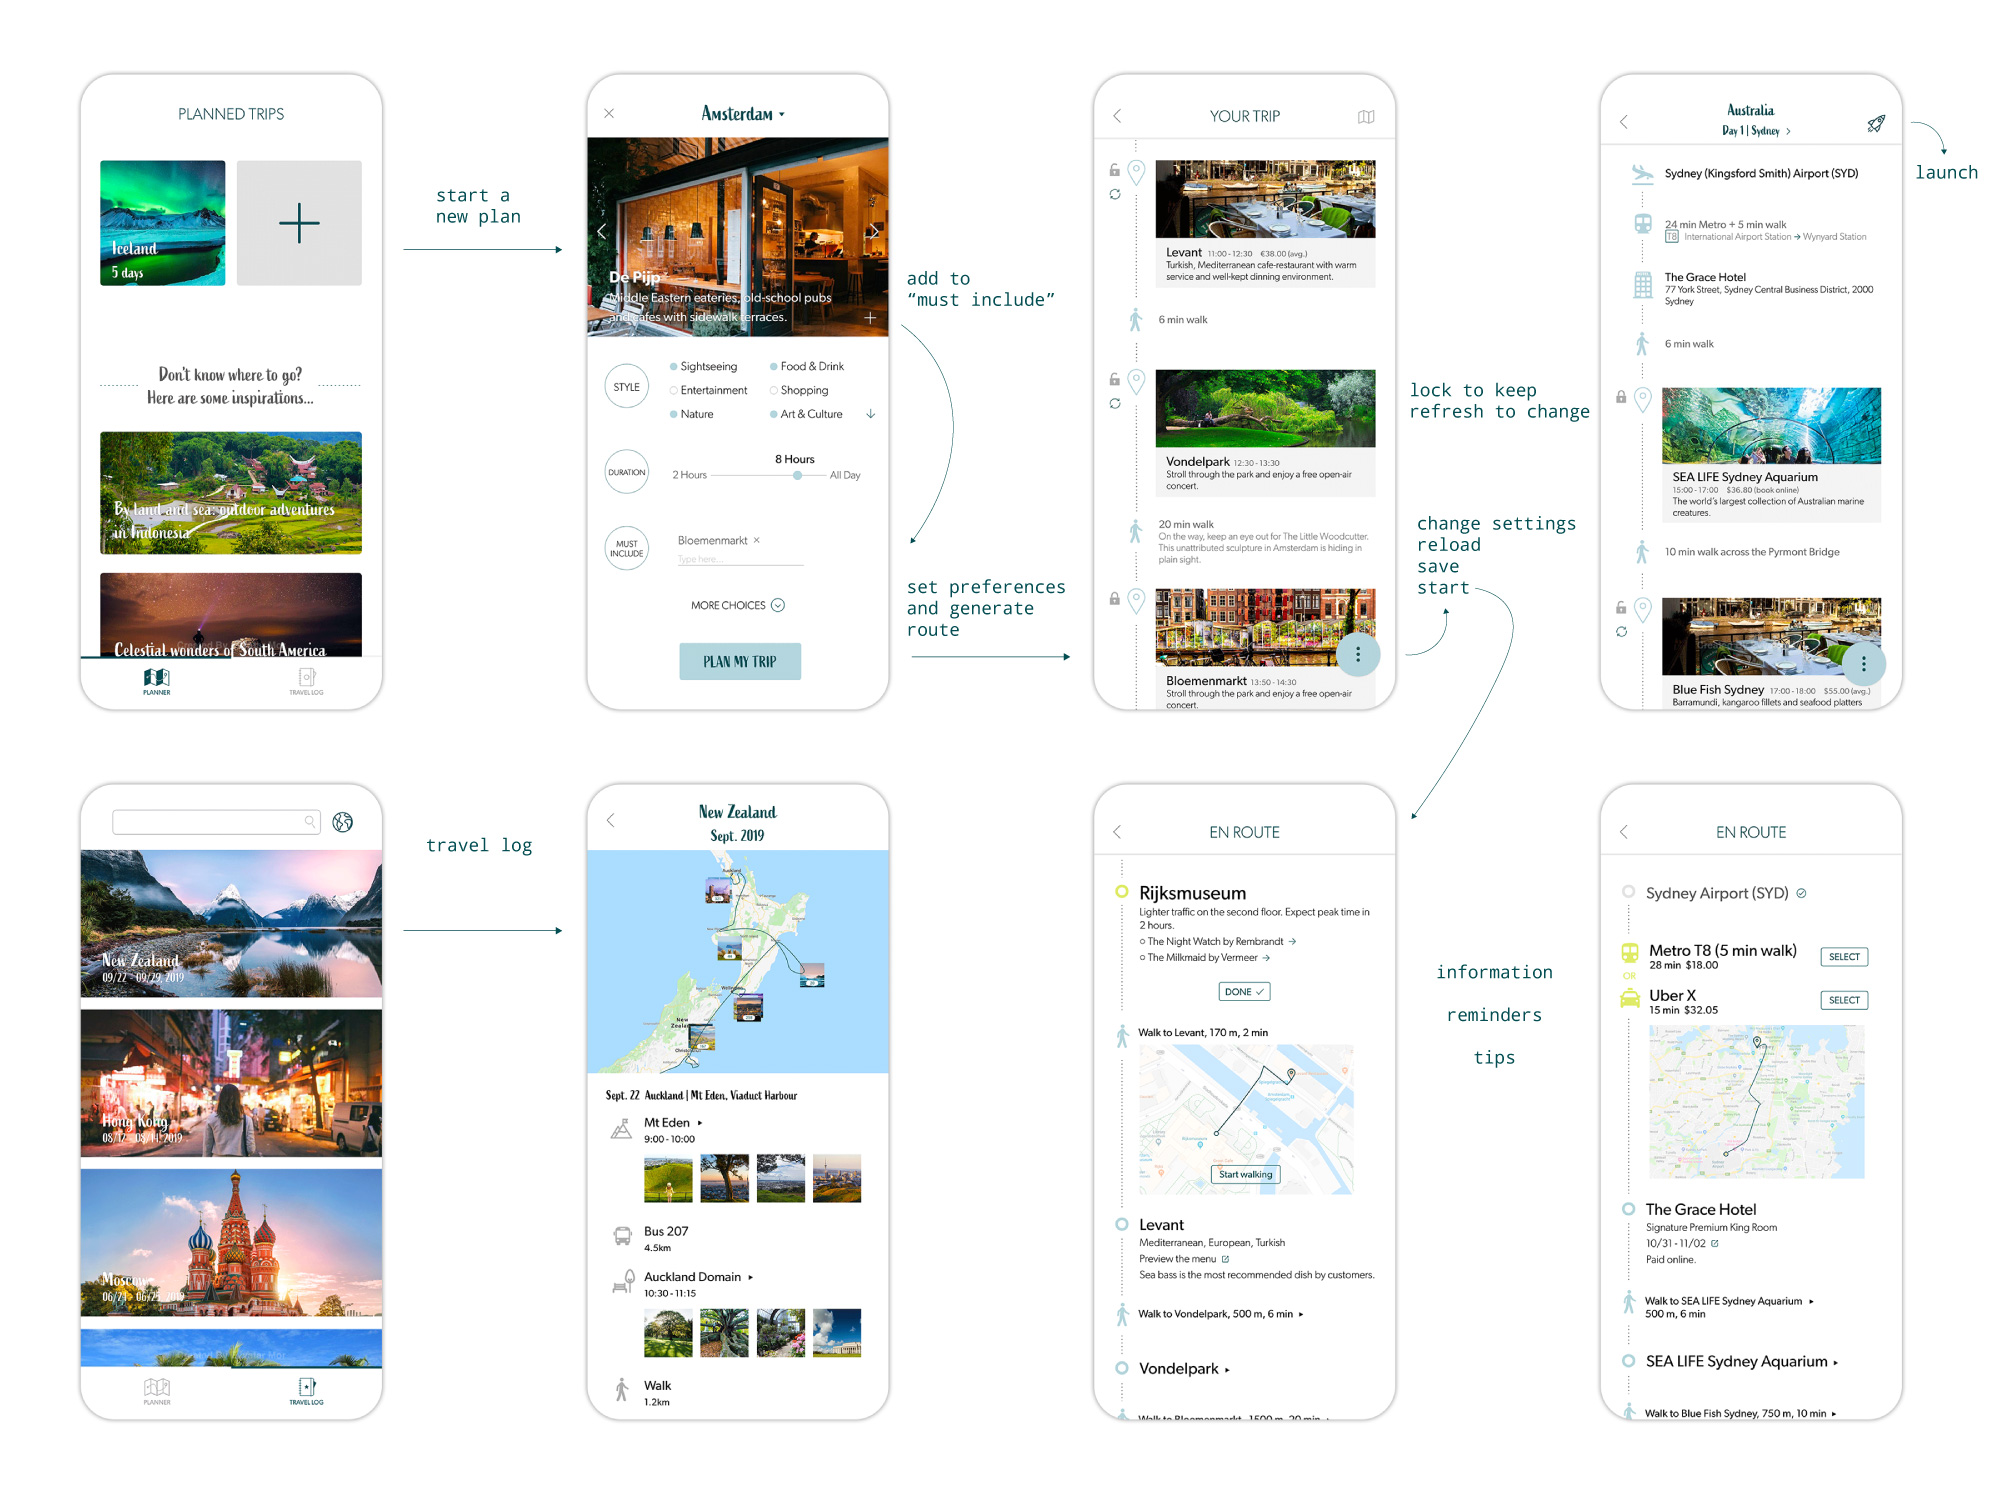 PLANNED TRIPS
Iceland
5 days
Don't know where to go?
Here are some inspirations...
By land and sea: outdoor adventures
in Indonesia
Celestial wonders of South America
PLANNER
TRAVEL LOG
start a
new plan
Amsterdam
De Pijp
Middle Eastern eateries, old-school pubs
and cafes with sidewalk terraces.
STYLE
Sightseeing
Food & Drink
Entertainment
Shopping
Nature
Art & Culture
DURATION
8 Hours
2 Hours
All Day
MUST
INCLUDE
Bloemenmarkt ×
Type here...
MORE CHOICES
PLAN MY TRIP
add to
“must include”
set preferences
and generate
route
YOUR TRIP
Levant 11:00 - 12:30 €38.00 (avg.)
Turkish, Mediterranean cafe-restaurant with warm
service and well-kept dinning environment.
6 min walk
Vondelpark 12:30 - 13:30
Stroll through the park and enjoy a free open-air
concert.
20 min walk
On the way, keep an eye out for The Little Woodcutter.
This unattributed sculpture in Amsterdam is hiding in
plain sight.
Bloemenmarkt 13:50 - 14:30
Stroll through the park and enjoy a free open-air
concert.
lock to keep
refresh to change
change settings
reload
save
start
Australia
Day 1 | Sydney >
launch
Sydney (Kingsford Smith) Airport (SYD)
24 min Metro + 5 min walk
T8 International Airport Station → Wynyard Station
The Grace Hotel
77 York Street, Sydney Central Business District, 2000
Sydney
6 min walk
SEA LIFE Sydney Aquarium
15:00 - 17:00 $36.80 (book online)
The world's largest collection of Australian marine
creatures.
10 min walk across the Pyrmont Bridge
Blue Fish Sydney 17:00 - 18:00 $55.00 (avg.)
Barramundi, kangaroo fillets and seafood platters
New Zealand
09/22 - 09/29, 2019
Hong Kong
08/12 - 08/14, 2019
Moscow
06/21 - 06/25, 2019
PLANNER
TRAVEL LOG
travel log
New Zealand
Sept. 2019
Auckland
Sept. 22 Auckland | Mt Eden, Viaduct Harbour
Mt Eden
9:00 - 10:00
Bus 207
4.5km
Auckland Domain
10:30 - 11:15
Walk
1.2km
EN ROUTE
Rijksmuseum
Lighter traffic on the second floor. Expect peak time in
2 hours.
The Night Watch by Rembrandt →
The Milkmaid by Vermeer →
DONE ✓
Walk to Levant, 170 m, 2 min
Start walking
Levant
Mediterranean, European, Turkish
Preview the menu
Sea bass is the most recommended dish by customers.
Walk to Vondelpark, 500 m, 6 min
Vondelpark
Walk to Bloemenmarkt, 1500 m, 20 min
information
reminders
tips
EN ROUTE
Sydney Airport (SYD)
Metro T8 (5 min walk)
28 min $18.00
SELECT
OR
Uber X
15 min $32.05
SELECT
The Grace Hotel
Signature Premium King Room
10/31 - 11/02
Paid online.
Walk to SEA LIFE Sydney Aquarium
500 m, 6 min
SEA LIFE Sydney Aquarium
Walk to Blue Fish Sydney, 750 m, 10 min